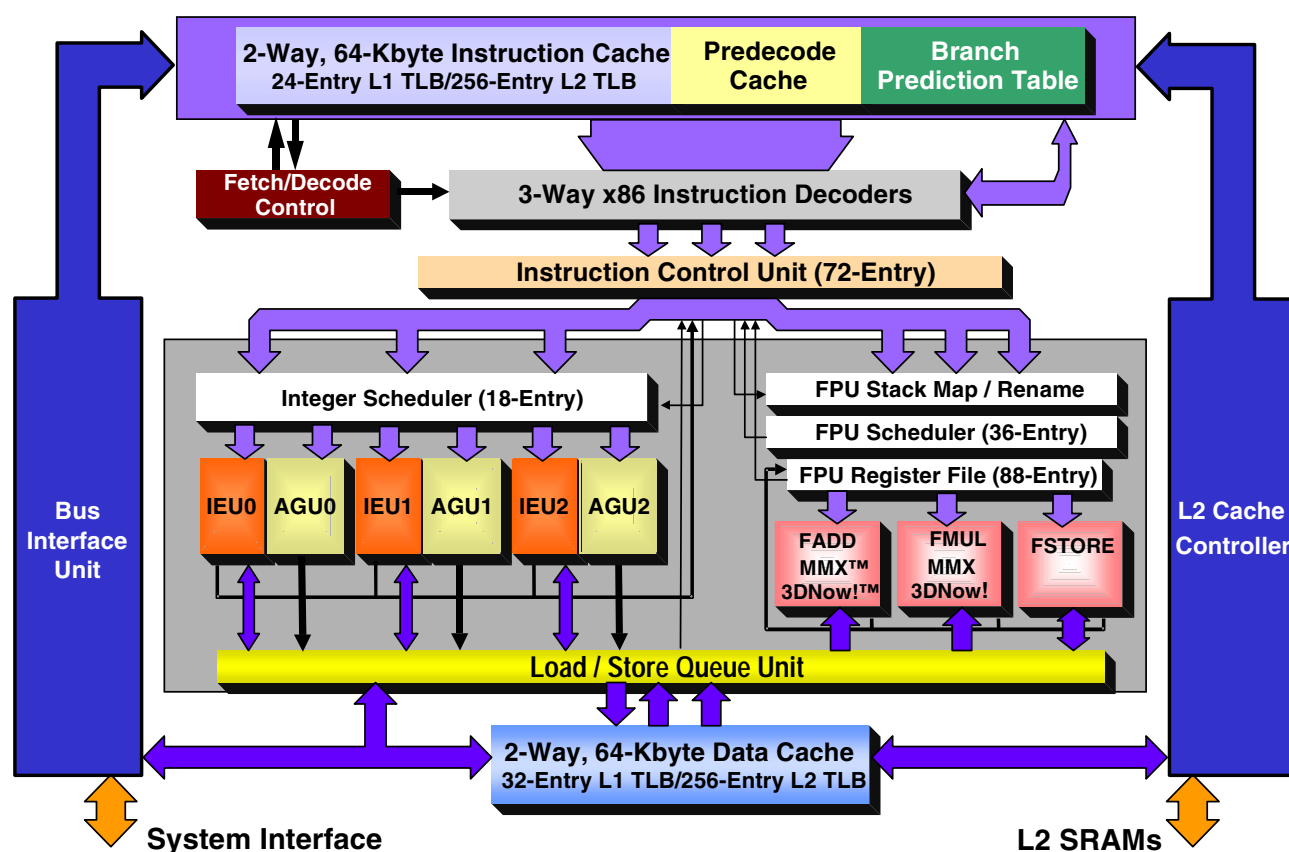 2-Way, 64-Kbyte Instruction Cache
24-Entry L1 TLB/256-Entry L2 TLB
Predecode
Cache
Branch
Prediction Table
Fetch/Decode
Control
3-Way x86 Instruction Decoders
Instruction Control Unit (72-Entry)
Integer Scheduler (18-Entry)
FPU Stack Map / Rename
FPU Scheduler (36-Entry)
FPU Register File (88-Entry)
IEU0
AGU0
IEU1
AGU1
IEU2
AGU2
FADD
MMX™
3DNow!™
FMUL
MMX
3DNow!
FSTORE
Bus
Interface
Unit
L2 Cache
Controller
Load / Store Queue Unit
2-Way, 64-Kbyte Data Cache
32-Entry L1 TLB/256-Entry L2 TLB
System Interface
L2 SRAMs